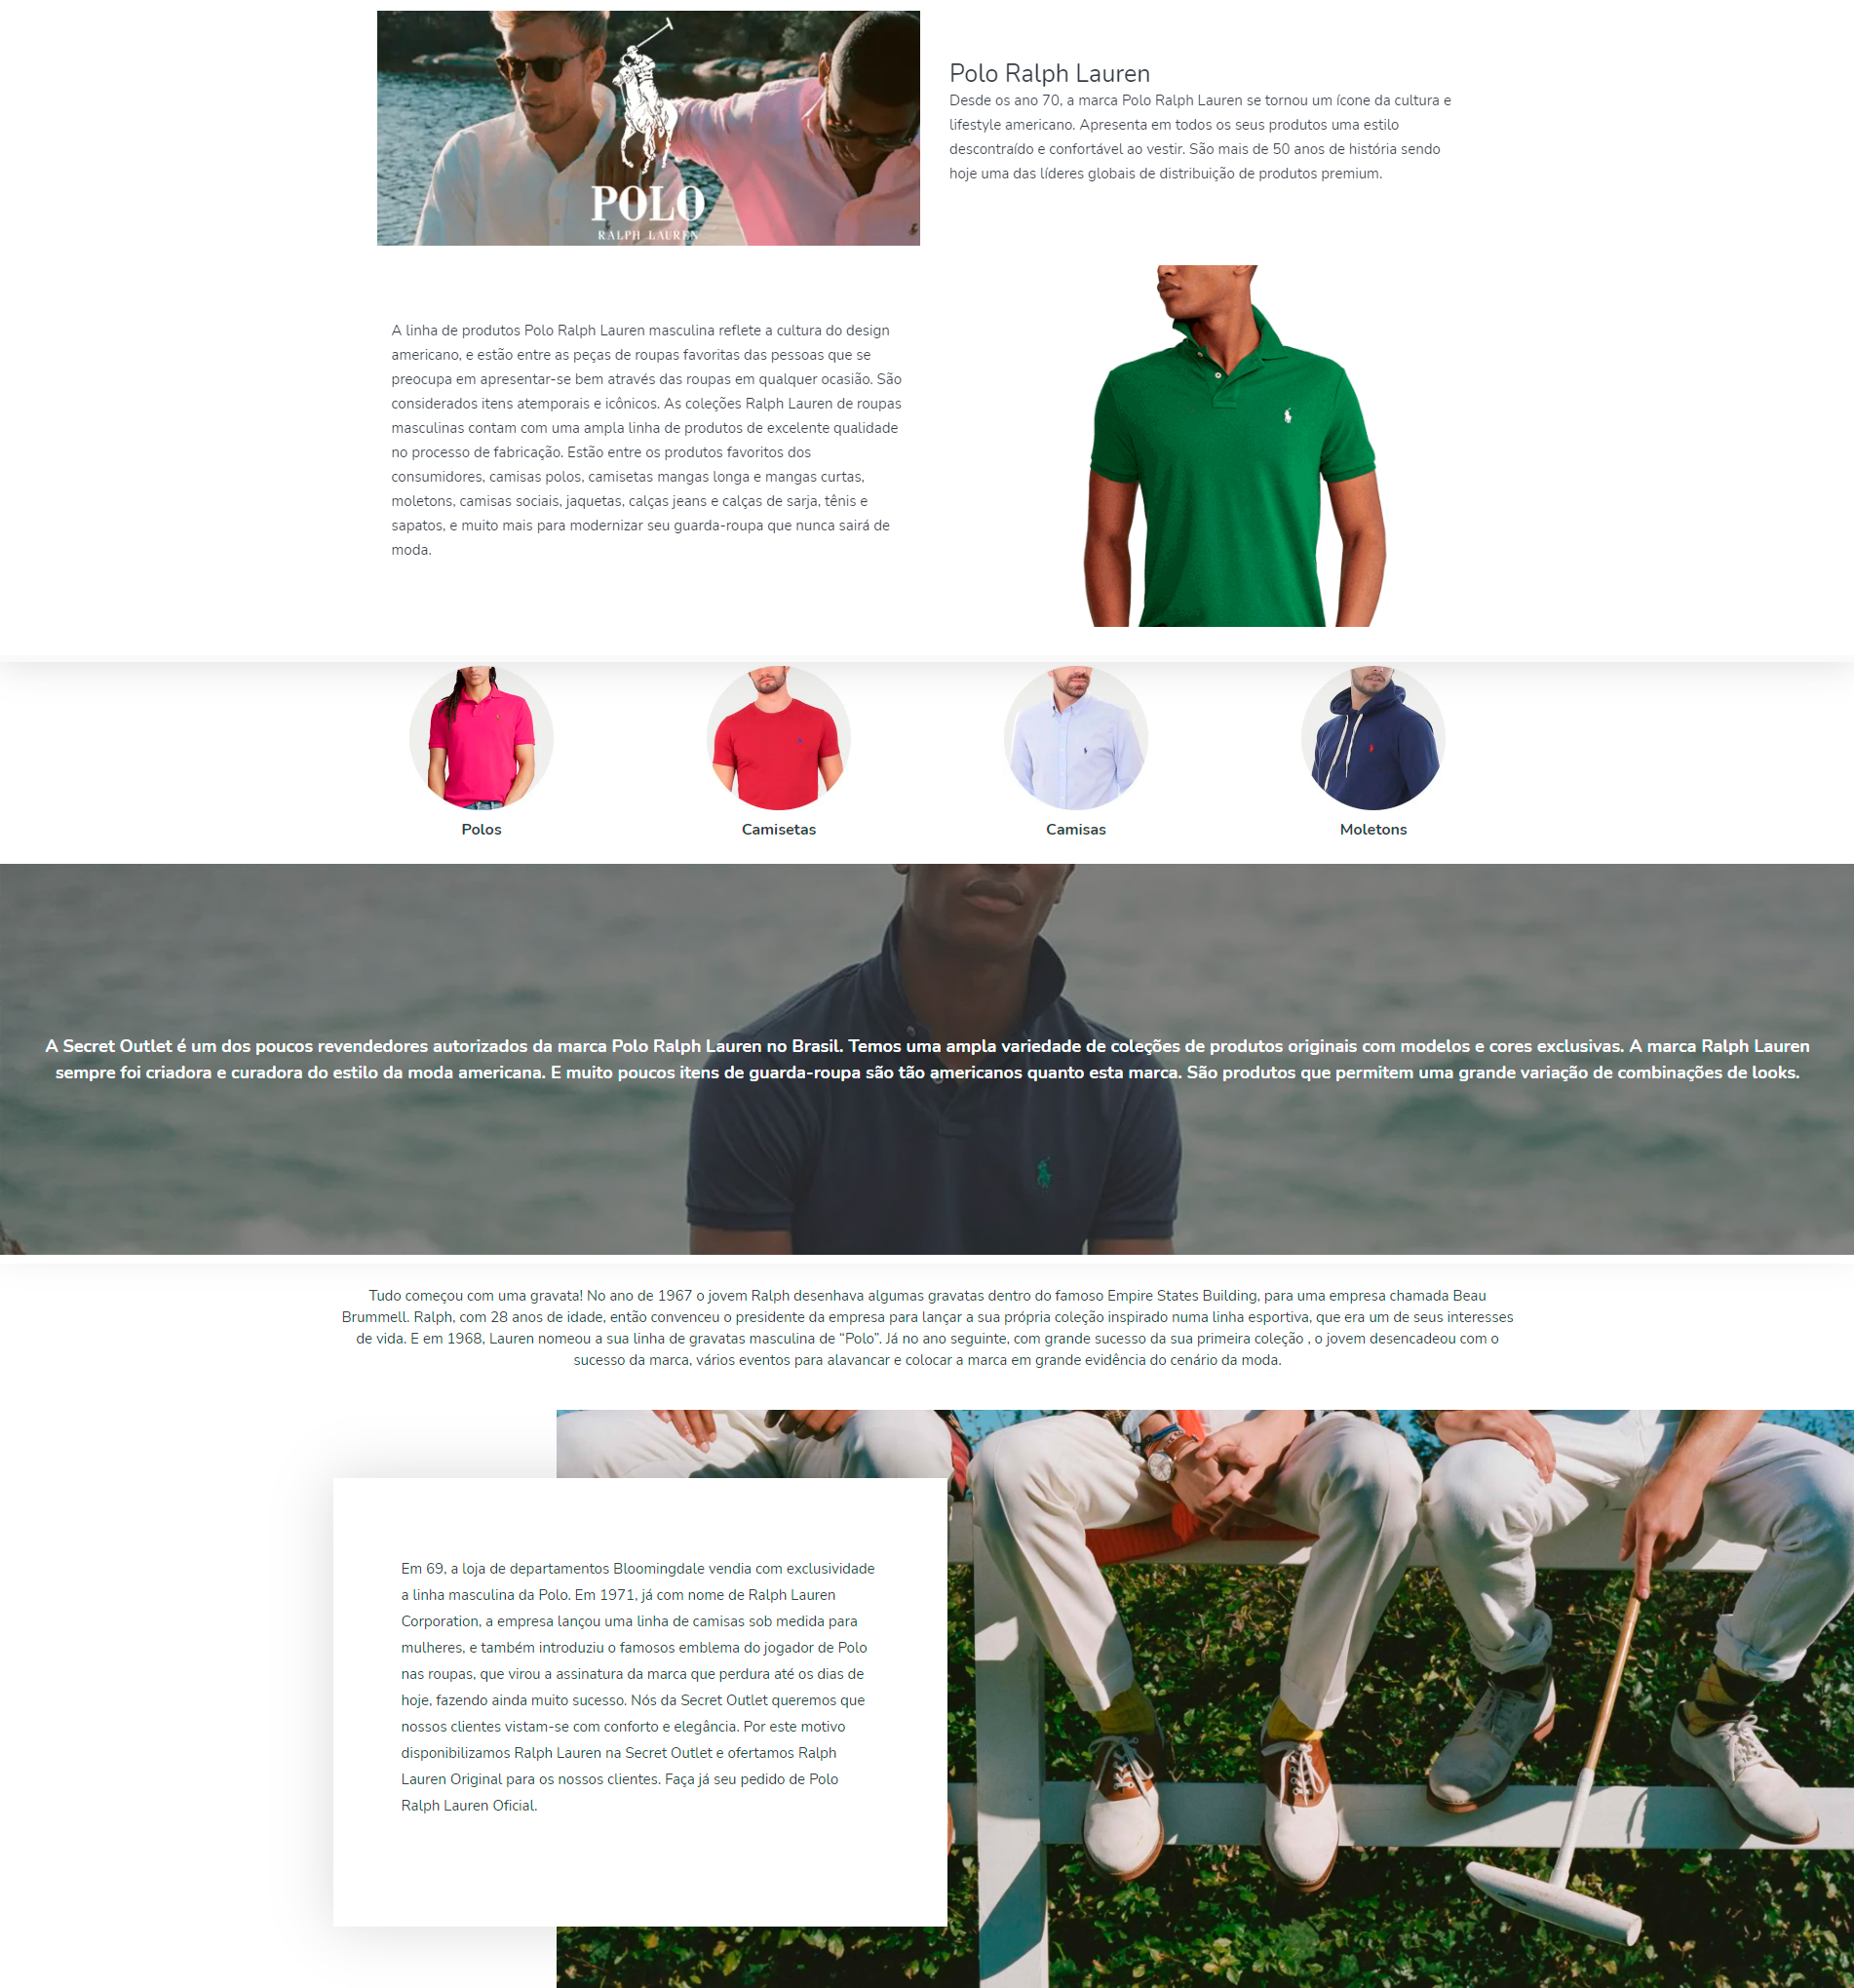 POLO
RALPH LAUREN
Polo Ralph Lauren
Desde os ano 70, a marca Polo Ralph Lauren se tornou um ícone da cultura e
lifestyle americano. Apresenta em todos os seus produtos uma estilo
descontraído e confortável ao vestir. São mais de 50 anos de história sendo
hoje uma das líderes globais de distribuição de produtos premium.
A linha de produtos Polo Ralph Lauren masculina reflete a cultura do design
americano, e estão entre as peças de roupas favoritas das pessoas que se
preocupa em apresentar-se bem através das roupas em qualquer ocasião. São
considerados itens atemporais e icônicos. As coleções Ralph Lauren de roupas
masculinas contam com uma ampla linha de produtos de excelente qualidade
no processo de fabricação. Estão entre os produtos favoritos dos
consumidores, camisas polos, camisetas mangas longa e mangas curtas,
moletons, camisas sociais, jaquetas, calças jeans e calças de sarja, tênis e
sapatos, e muito mais para modernizar seu guarda-roupa que nunca sairá de
moda.
Polos
Camisetas
Camisas
Moletons
A Secret Outlet é um dos poucos revendedores autorizados da marca Polo Ralph Lauren no Brasil. Temos uma ampla variedade de coleções de produtos originais com modelos e cores exclusivas. A marca Ralph Lauren
sempre foi criadora e curadora do estilo da moda americana. E muito poucos itens de guarda-roupa são tão americanos quanto esta marca. São produtos que permitem uma grande variação de combinações de looks.
Tudo começou com uma gravata! No ano de 1967 o jovem Ralph desenhava algumas gravatas dentro do famoso Empire States Building, para uma empresa chamada Beau
Brummell. Ralph, com 28 anos de idade, então convenceu o presidente da empresa para lançar a sua própria coleção inspirado numa linha esportiva, que era um de seus interesses
de vida. E em 1968, Lauren nomeou a sua linha de gravatas masculina de “Polo”. Já no ano seguinte, com grande sucesso da sua primeira coleção , o jovem desencadeou com o
sucesso da marca, vários eventos para alavancar e colocar a marca em grande evidência do cenário da moda.
Em 69, a loja de departamentos Bloomingdale vendia com exclusividade
a linha masculina da Polo. Em 1971, já com nome de Ralph Lauren
Corporation, a empresa lançou uma linha de camisas sob medida para
mulheres, e também introduziu o famosos emblema do jogador de Polo
nas roupas, que virou a assinatura da marca que perdura até os dias de
hoje, fazendo ainda muito sucesso. Nós da Secret Outlet queremos que
nossos clientes vistam-se com conforto e elegância. Por este motivo
disponibilizamos Ralph Lauren na Secret Outlet e ofertamos Ralph
Lauren Original para os nossos clientes. Faça já seu pedido de Polo
Ralph Lauren Oficial.